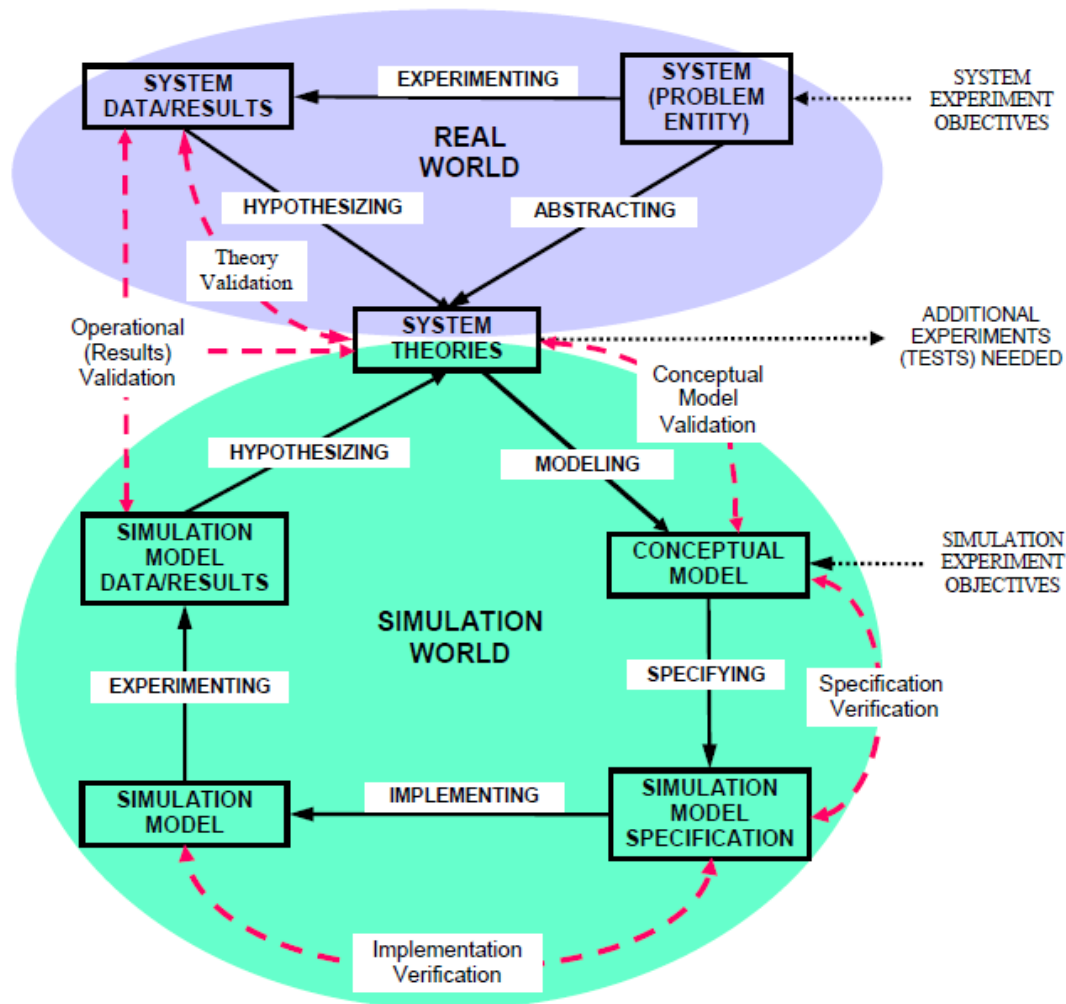 SYSTEM
DATA/RESULTS
EXPERIMENTING
SYSTEM
(PROBLEM
ENTITY)
SYSTEM
EXPERIMENT
OBJECTIVES
REAL
WORLD
HYPOTHESIZING
ABSTRACTING
Theory
Validation
Operational
(Results)
Validation
SYSTEM
THEORIES
ADDITIONAL
EXPERIMENTS
(TESTS) NEEDED
Conceptual
Model
Validation
HYPOTHESIZING
MODELING
SIMULATION
MODEL
DATA/RESULTS
CONCEPTUAL
MODEL
SIMULATION
EXPERIMENT
OBJECTIVES
SIMULATION
WORLD
EXPERIMENTING
SPECIFYING
Specification
Verification
SIMULATION
MODEL
IMPLEMENTING
SIMULATION
MODEL
SPECIFICATION
Implementation
Verification